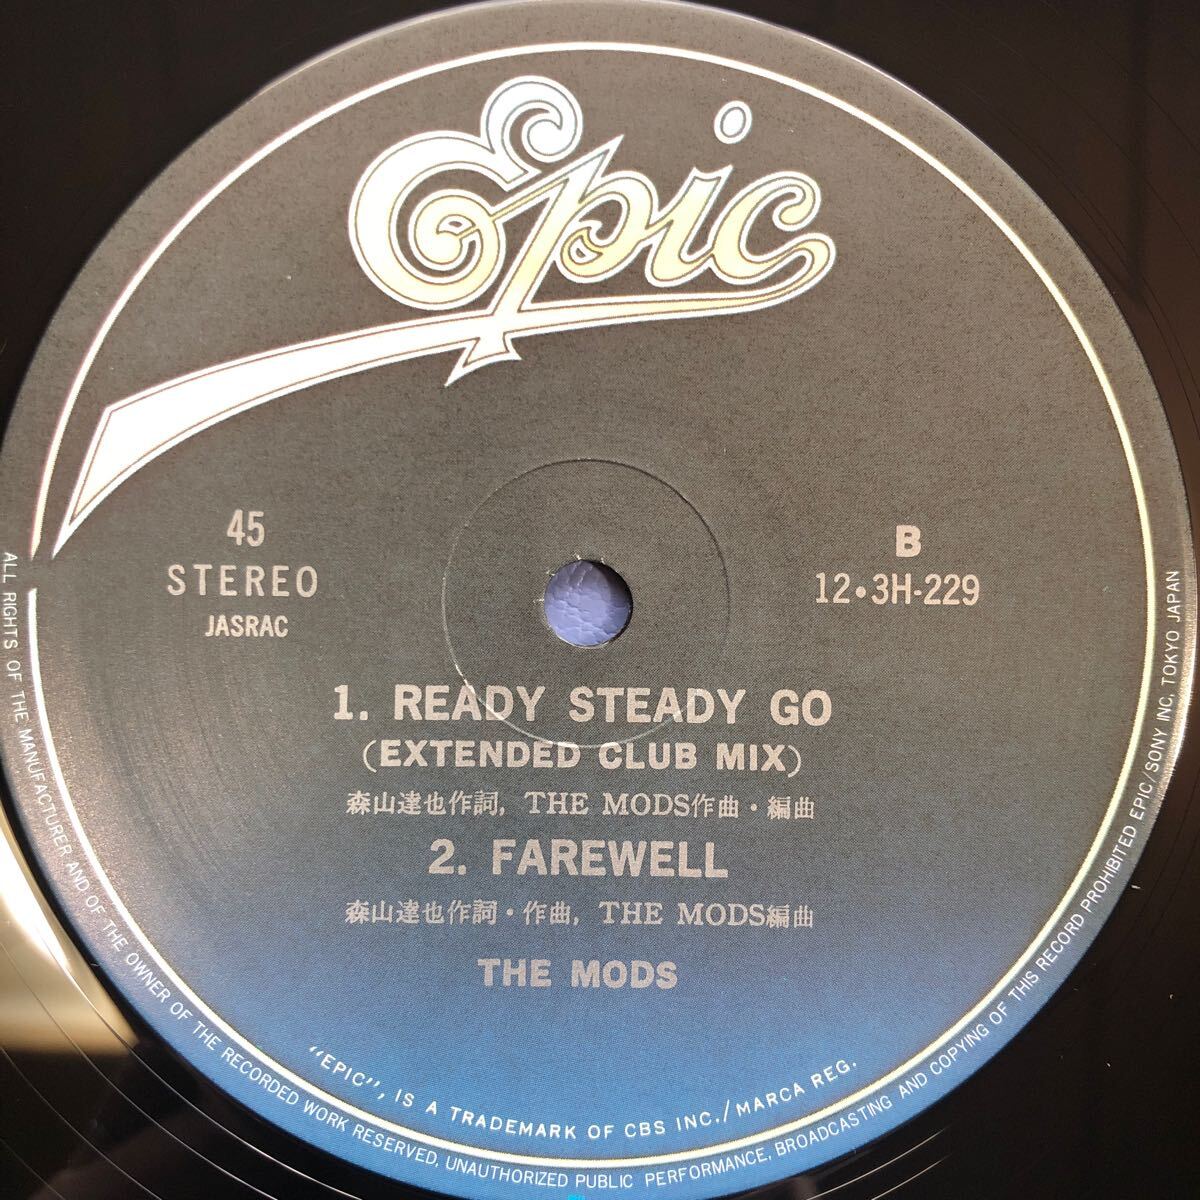 Epic
45
STEREO
JASRAC
B
12・3H-229
1. READY STEADY GO
(EXTENDED CLUB MIX)
森山達也作詞, THE MODS作曲・編曲
2. FAREWELL
森山達也作詞・作曲, THE MODS編曲
THE MODS
"EPIC", IS A TRADEMARK OF CBS INC./MARCA REG.
ALL RIGHTS OF THE MANUFACTURER AND OF THE OWNER OF THE RECORDED WORK RESERVED, UNAUTHORIZED PUBLIC PERFORMANCE, BROADCASTING AND COPYING OF THIS RECORD PROHIBITED EPIC/SONY INC, TOKYO JAPAN